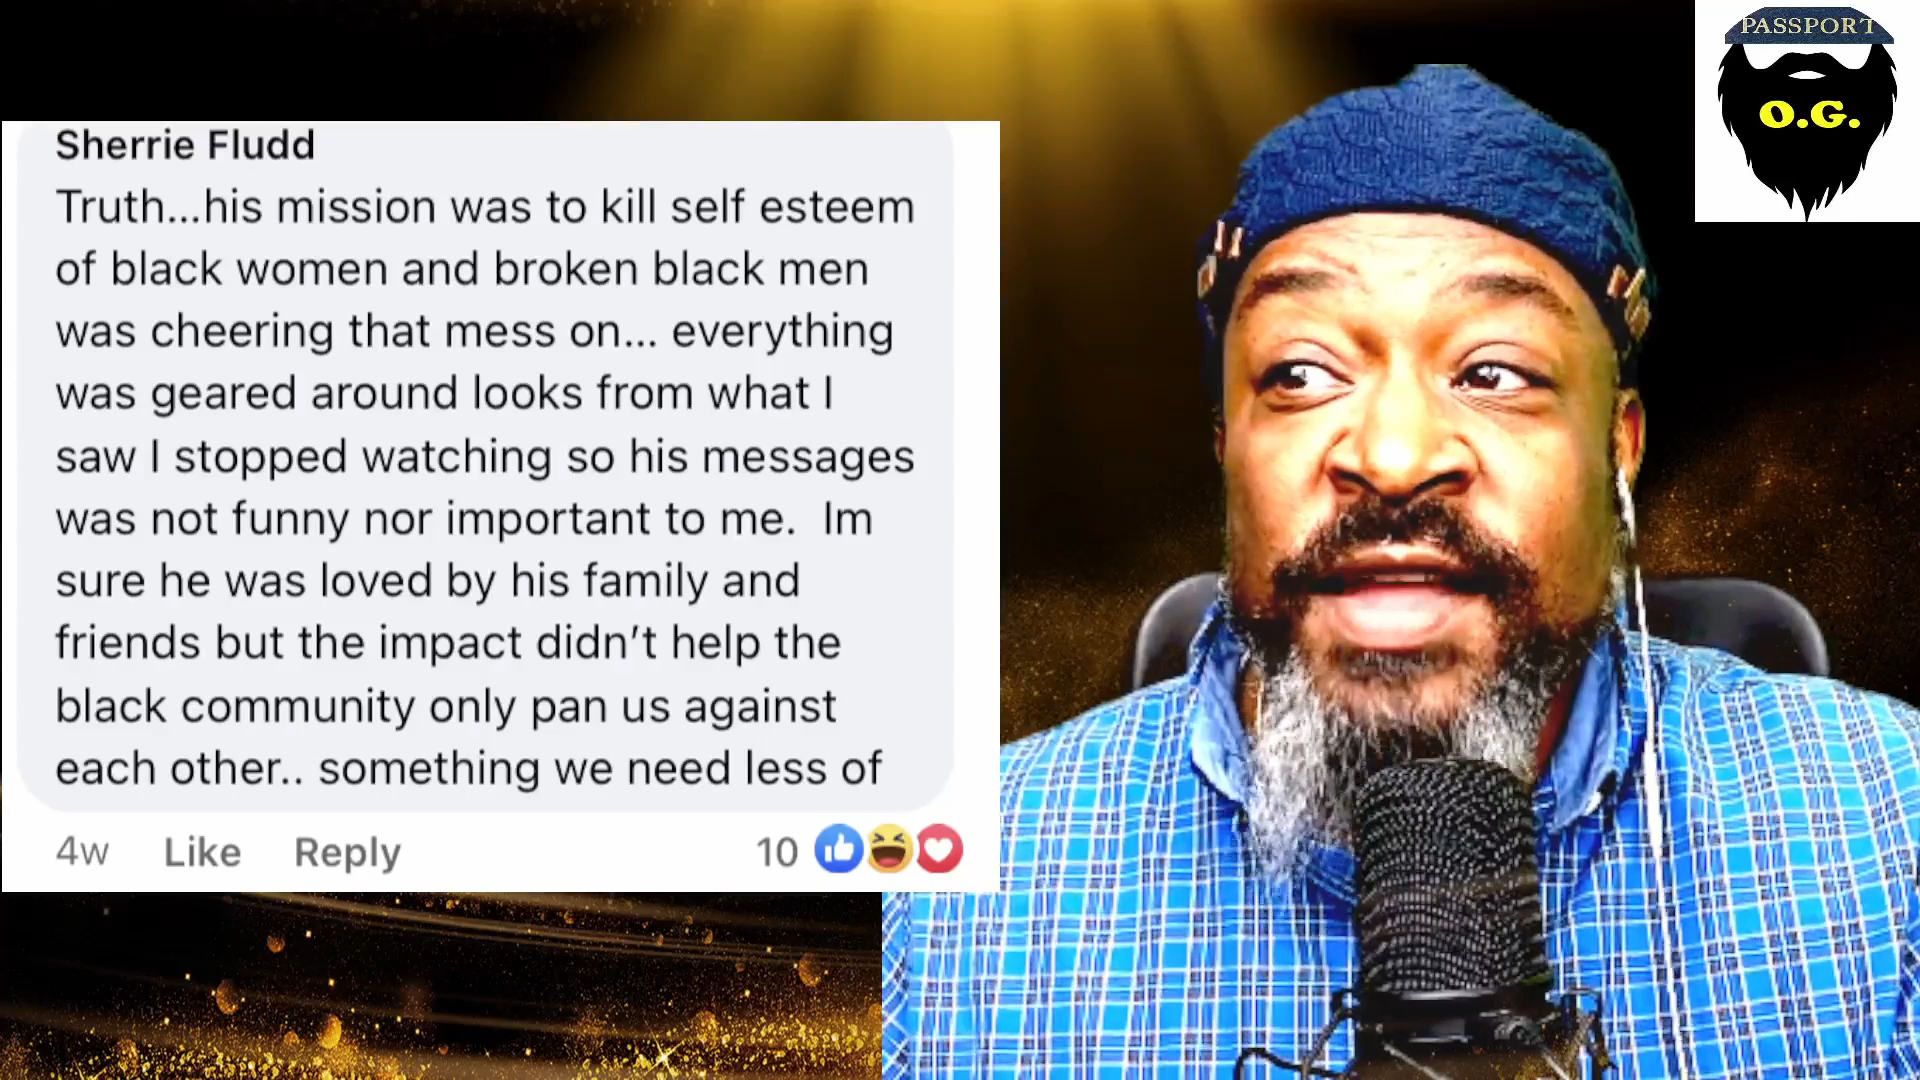 Sherrie Fludd
Truth...his mission was to kill self esteem
of black women and broken black men
was cheering that mess on... everything
was geared around looks from what I
saw I stopped watching so his messages
was not funny nor important to me.  Im
sure he was loved by his family and
friends but the impact didn’t help the
black community only pan us against
each other.. something we need less of
4w Like Reply 10
PASSPORT
O.G.